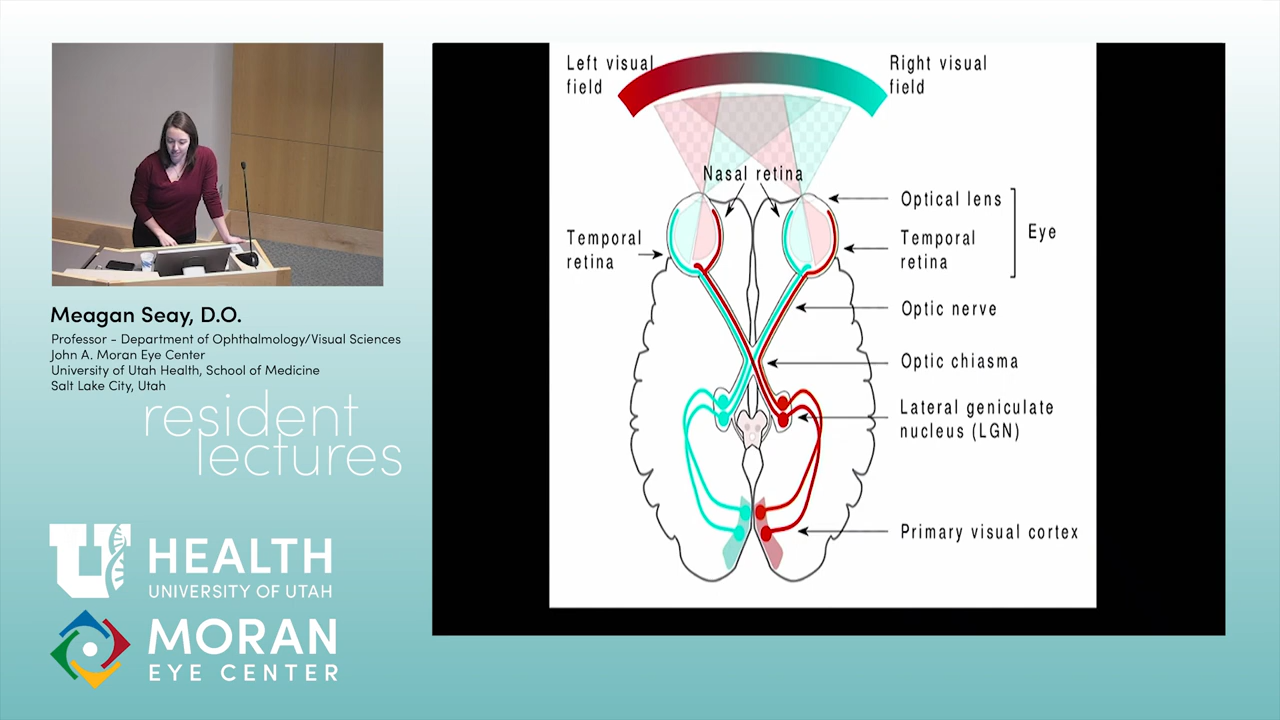 Meagan Seay, D.O.
Professor - Department of Ophthalmology/Visual Sciences
John A. Moran Eye Center
University of Utah Health, School of Medicine
Salt Lake City, Utah
resident
lectures
U HEALTH
UNIVERSITY OF UTAH
MORAN
EYE CENTER
Left visual
field
Right visual
field
Nasal retina
Temporal
retina
Optical lens
Temporal
retina
Eye
Optic nerve
Optic chiasma
Lateral geniculate
nucleus (LGN)
Primary visual cortex